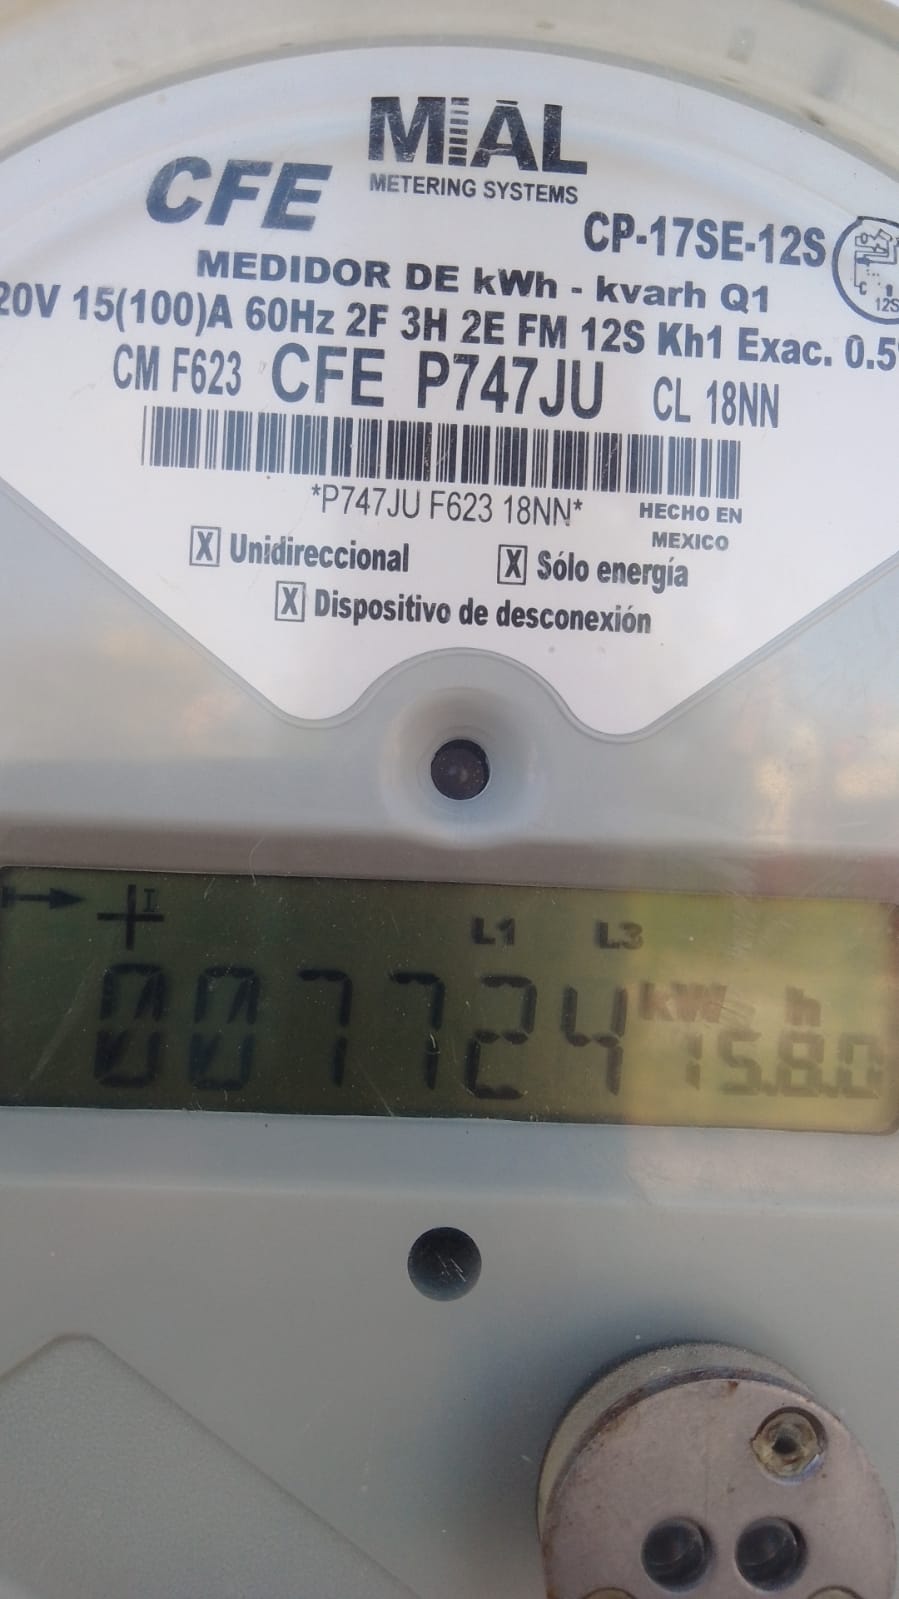 MIAL
METERING SYSTEMS
CFE
CP-17SE-12S
12S
MEDIDOR DE kWh - kvarh Q1
20V 15(100)A 60Hz 2F 3H 2E FM 12S Kh1 Exac. 0.5
CM F623 CFE P747JU CL 18NN
*P747JU F623 18NN*
HECHO EN
MEXICO
X Unidireccional X Sólo energía
X Dispositivo de desconexión
L1 L3
007724 kW h
15.8.0